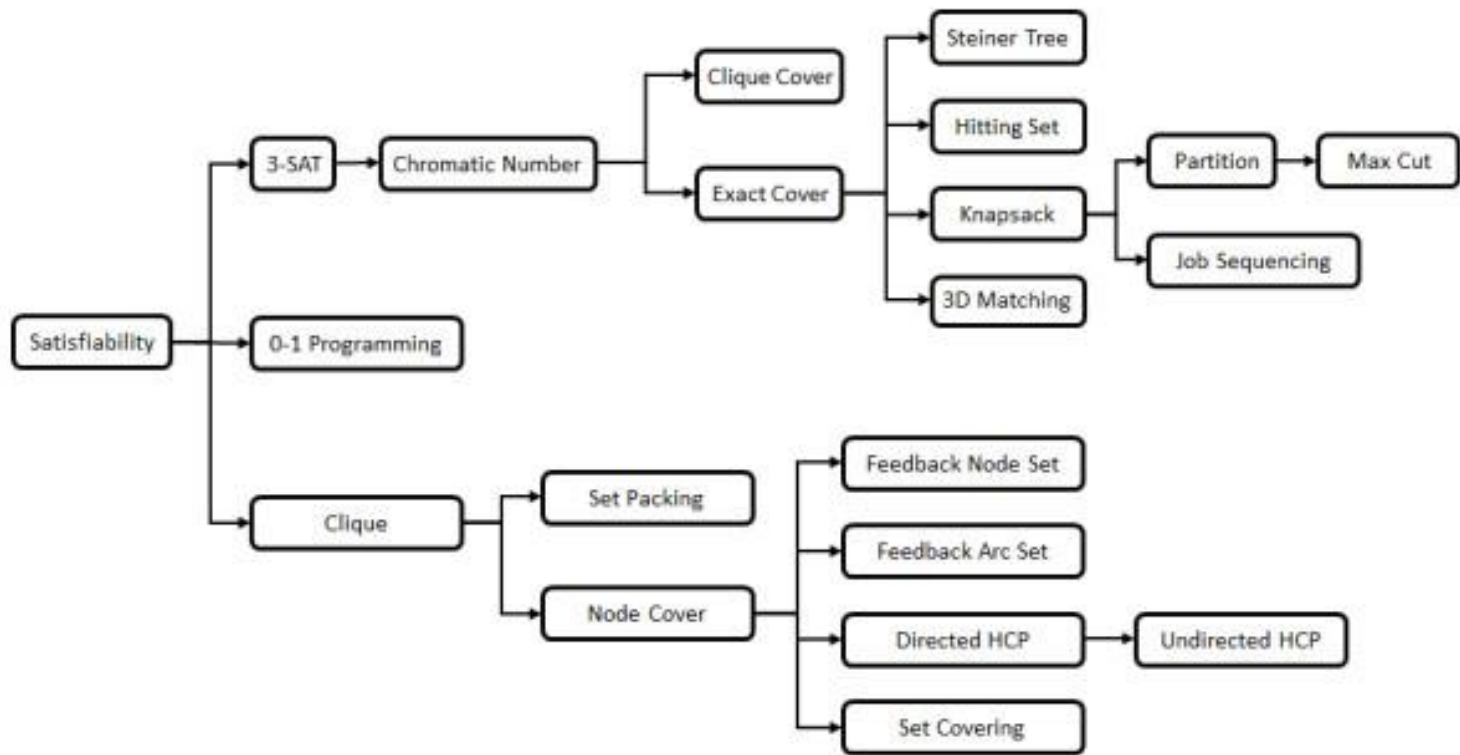 Steiner Tree
Clique Cover
Hitting Set
3-SAT
Chromatic Number
Partition
Max Cut
Exact Cover
Knapsack
Job Sequencing
3D Matching
Satisfiability
0-1 Programming
Feedback Node Set
Set Packing
Clique
Feedback Arc Set
Node Cover
Directed HCP
Undirected HCP
Set Covering